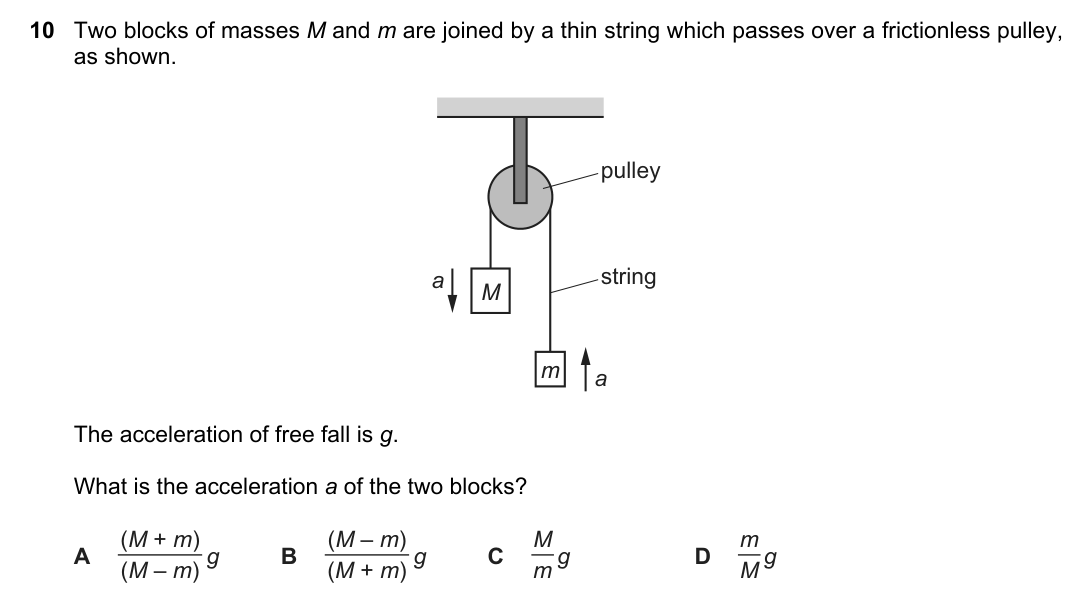 10 Two blocks of masses M and m are joined by a thin string which passes over a frictionless pulley,
as shown.
pulley
string
a
M
m
a
The acceleration of free fall is g.
What is the acceleration a of the two blocks?
A (M + m)/(M – m) g B (M – m)/(M + m) g C M/m g D m/M g